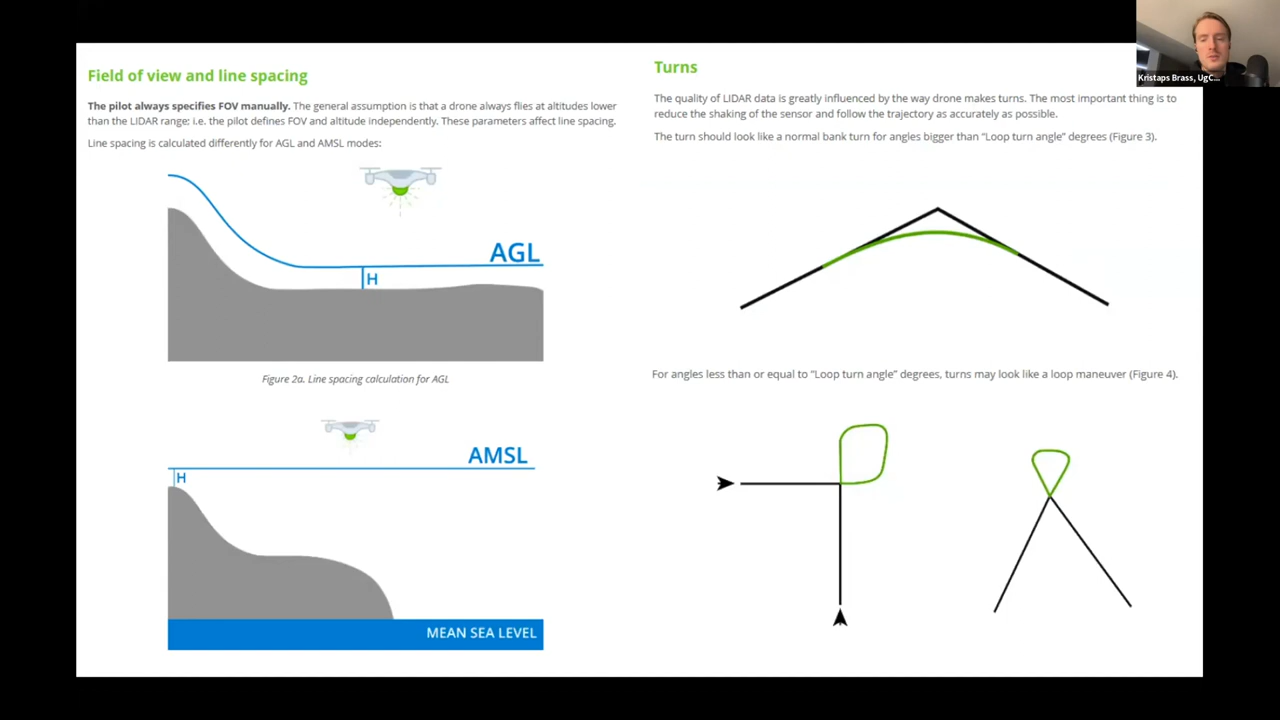 Field of view and line spacing
The pilot always specifies FOV manually. The general assumption is that a drone always flies at altitudes lower
than the LIDAR range; i.e. the pilot defines FOV and altitude independently. These parameters affect line spacing.
Line spacing is calculated differently for AGL and AMSL modes:
AGL
H
Figure 2a. Line spacing calculation for AGL
AMSL
H
MEAN SEA LEVEL
Turns
The quality of LIDAR data is greatly influenced by the way drone makes turns. The most important thing is to
reduce the shaking of the sensor and follow the trajectory as accurately as possible.
The turn should look like a normal bank turn for angles bigger than “Loop turn angle” degrees (Figure 3).
For angles less than or equal to “Loop turn angle” degrees, turns may look like a loop maneuver (Figure 4).
Kristaps Brass, UgC...